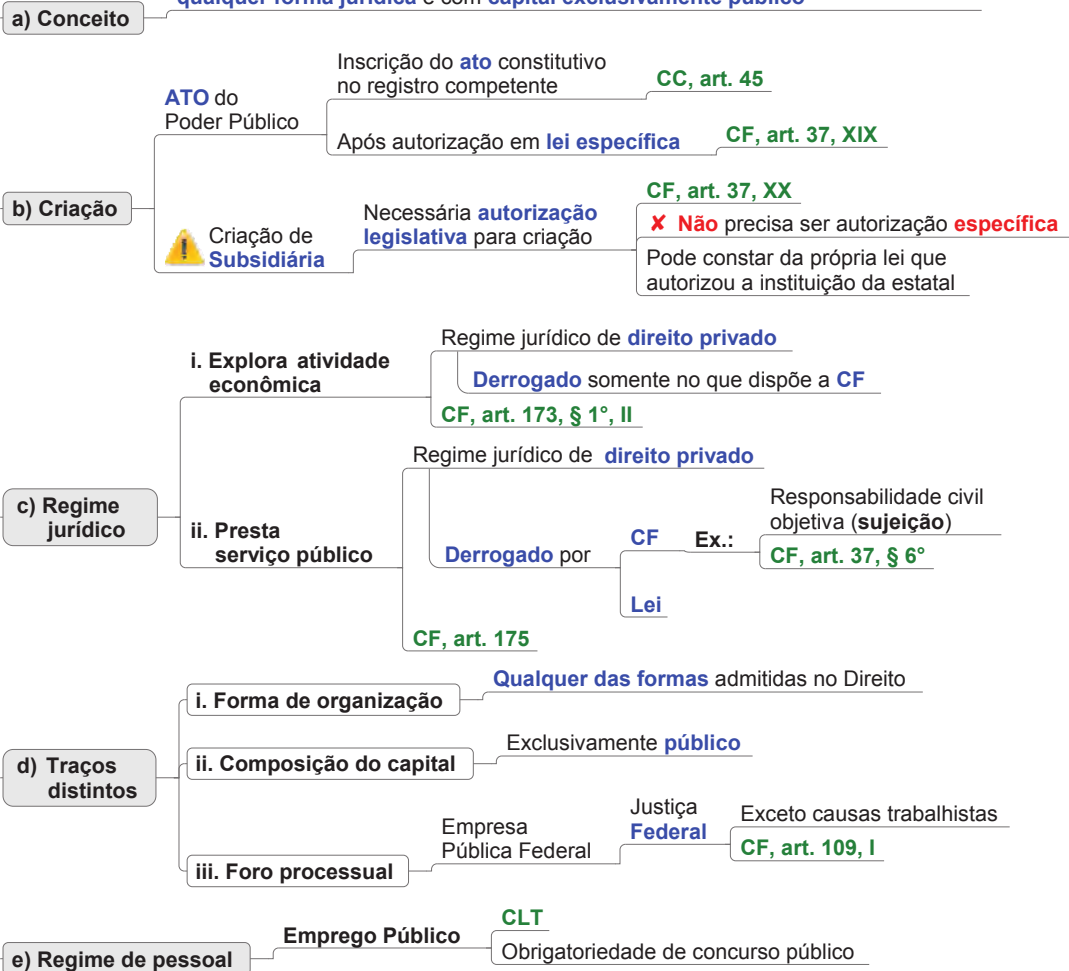 qualquer forma jurídica e com capital exclusivamente público
a) Conceito
Inscrição do ato constitutivo
no registro competente
CC, art. 45
ATO do
Poder Público
Após autorização em lei específica
CF, art. 37, XIX
b) Criação
CF, art. 37, XX
Necessária autorização
legislativa para criação
✘ Não precisa ser autorização específica
Criação de
Subsidiária
Pode constar da própria lei que
autorizou a instituição da estatal
Regime jurídico de direito privado
i. Explora atividade
econômica
Derrogado somente no que dispõe a CF
CF, art. 173, § 1°, II
Regime jurídico de direito privado
c) Regime
jurídico
ii. Presta
serviço público
Derrogado por
CF
Ex.:
Responsabilidade civil
objetiva (sujeição)
CF, art. 37, § 6°
Lei
CF, art. 175
d) Traços
distintos
i. Forma de organização
Qualquer das formas admitidas no Direito
ii. Composição do capital
Exclusivamente público
iii. Foro processual
Empresa
Pública Federal
Justiça
Federal
Exceto causas trabalhistas
CF, art. 109, I
e) Regime de pessoal
Emprego Público
CLT
Obrigatoriedade de concurso público